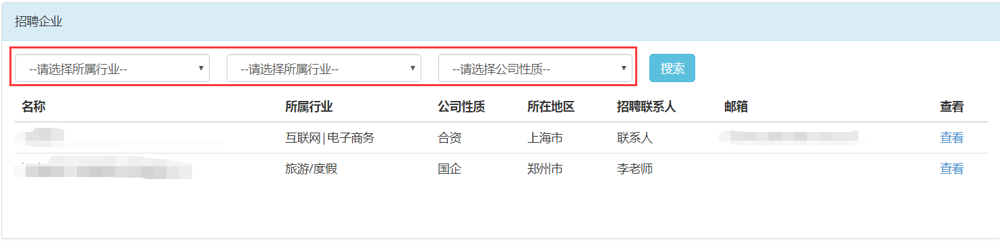 招聘企业
--请选择所属行业-- --请选择所属行业-- --请选择公司性质-- 搜索
名称 所属行业 公司性质 所在地区 招聘联系人 邮箱 查看
互联网|电子商务 合资 上海市 联系人 查看
旅游/度假 国企 郑州市 李老师 查看